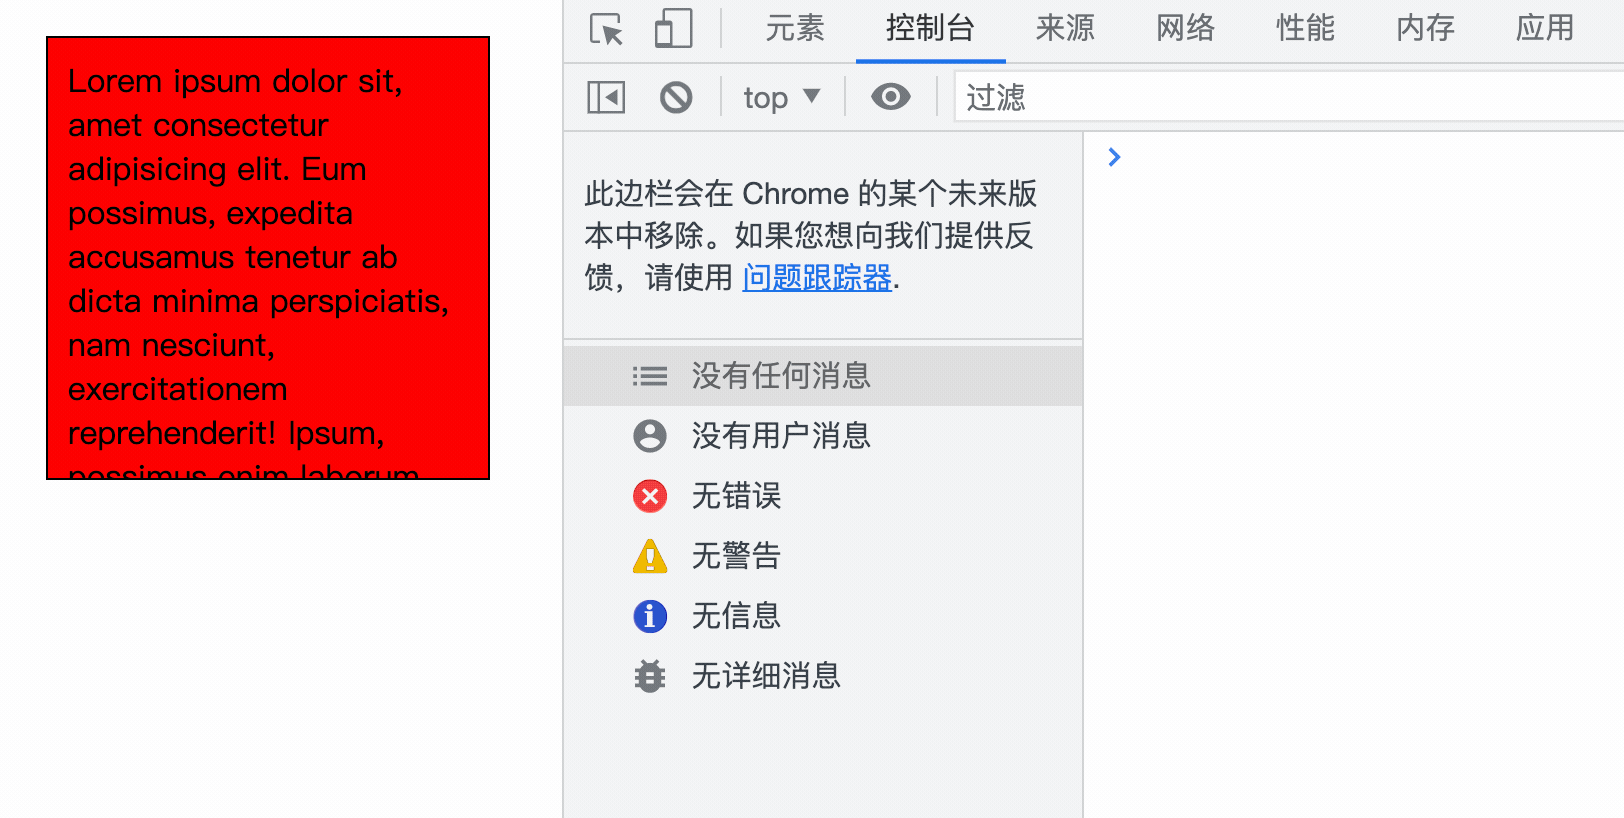 Lorem ipsum dolor sit,
amet consectetur
adipisicing elit. Eum
possimus, expedita
accusamus tenetur ab
dicta minima perspiciatis,
nam nesciunt,
exercitationem
reprehenderit! Ipsum,
possimus enim laborum
元素 控制台 来源 网络 性能 内存 应用
top ▼ 过滤
此边栏会在 Chrome 的某个未来版
本中移除。如果您想向我们提供反
馈，请使用 问题跟踪器.
没有任何消息
没有用户消息
无错误
无警告
无信息
无详细消息